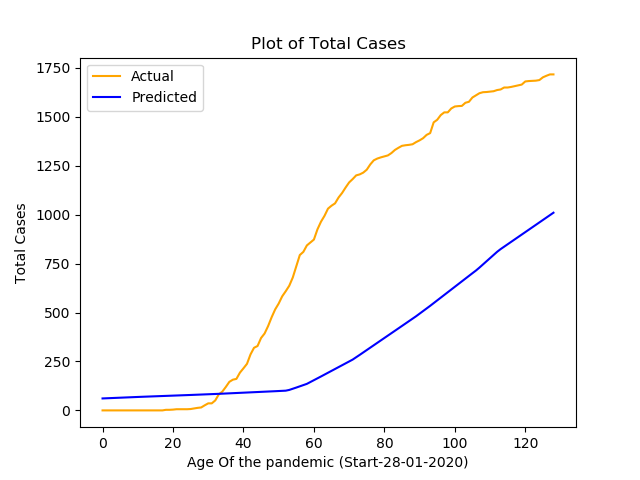 Plot of Total Cases
Actual
Predicted
Total Cases
1750
1500
1250
1000
750
500
250
0
0 20 40 60 80 100 120
Age Of the pandemic (Start-28-01-2020)